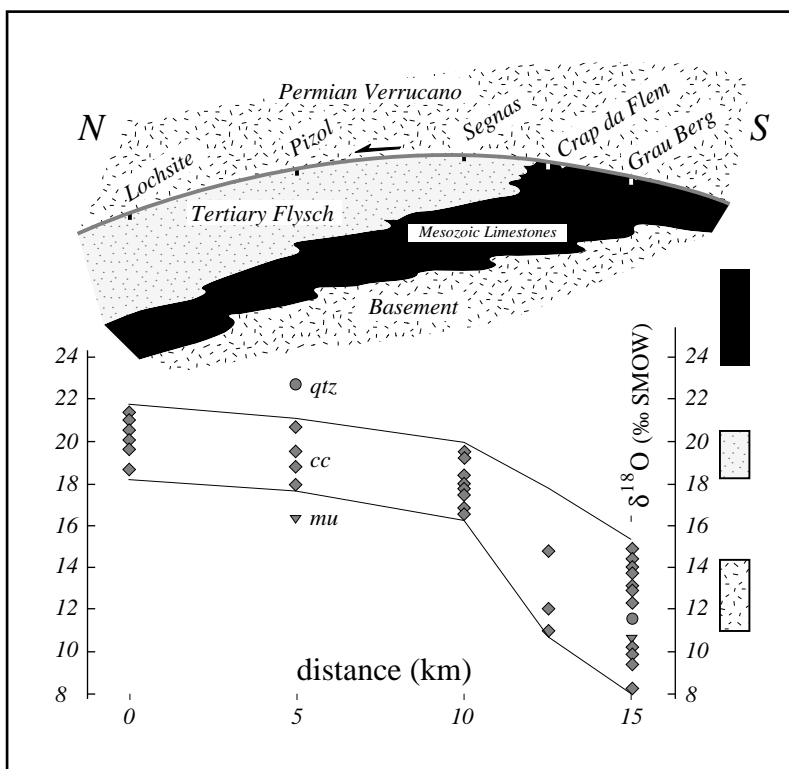 Permian Verrucano
N
S
Lochsite
Pizol
Segnas
Crap da Flem
Grau Berg
Tertiary Flysch
Mesozoic Limestones
Basement
24
22
20
18
16
14
12
10
8
qtz
cc
mu
24
22
20
18
16
14
12
10
8
δ18O (‰ SMOW)
distance (km)
0
5
10
15